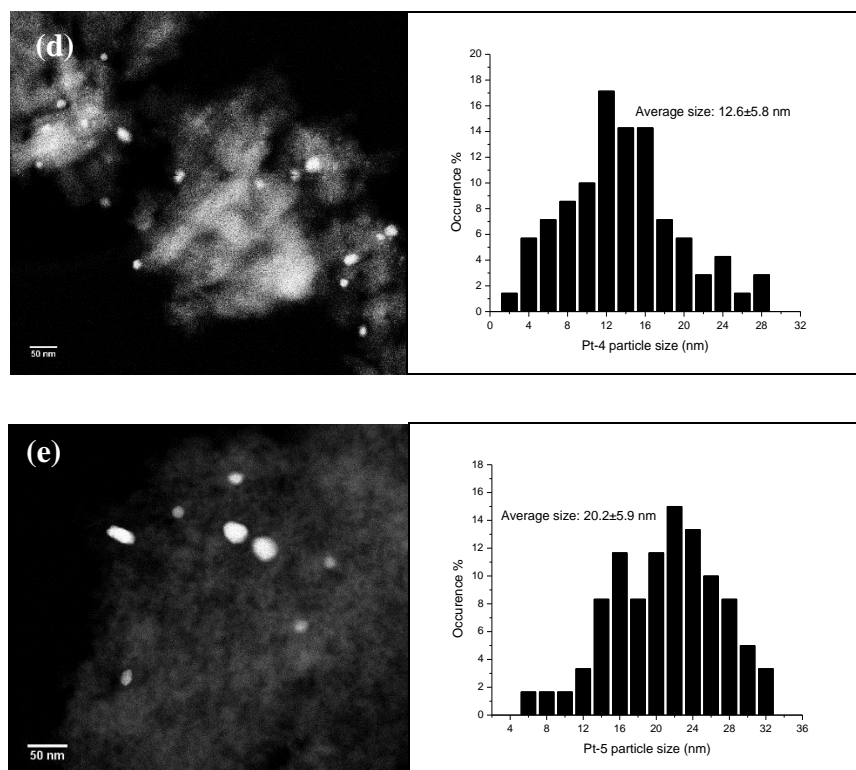 (d)
50 nm
20
18
16
14
12
10
8
6
4
2
0
Occurence %
Average size: 12.6±5.8 nm
0 4 8 12 16 20 24 28 32
Pt-4 particle size (nm)
(e)
50 nm
18
16
14
12
10
8
6
4
2
0
Occurence %
Average size: 20.2±5.9 nm
4 8 12 16 20 24 28 32 36
Pt-5 particle size (nm)